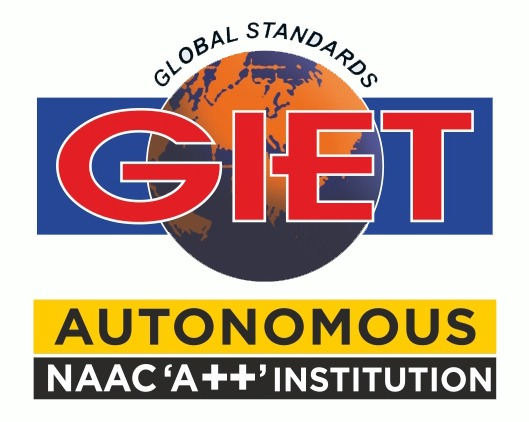 GLOBAL STANDARDS
GIET
AUTONOMOUS
NAAC ‘A++’ INSTITUTION